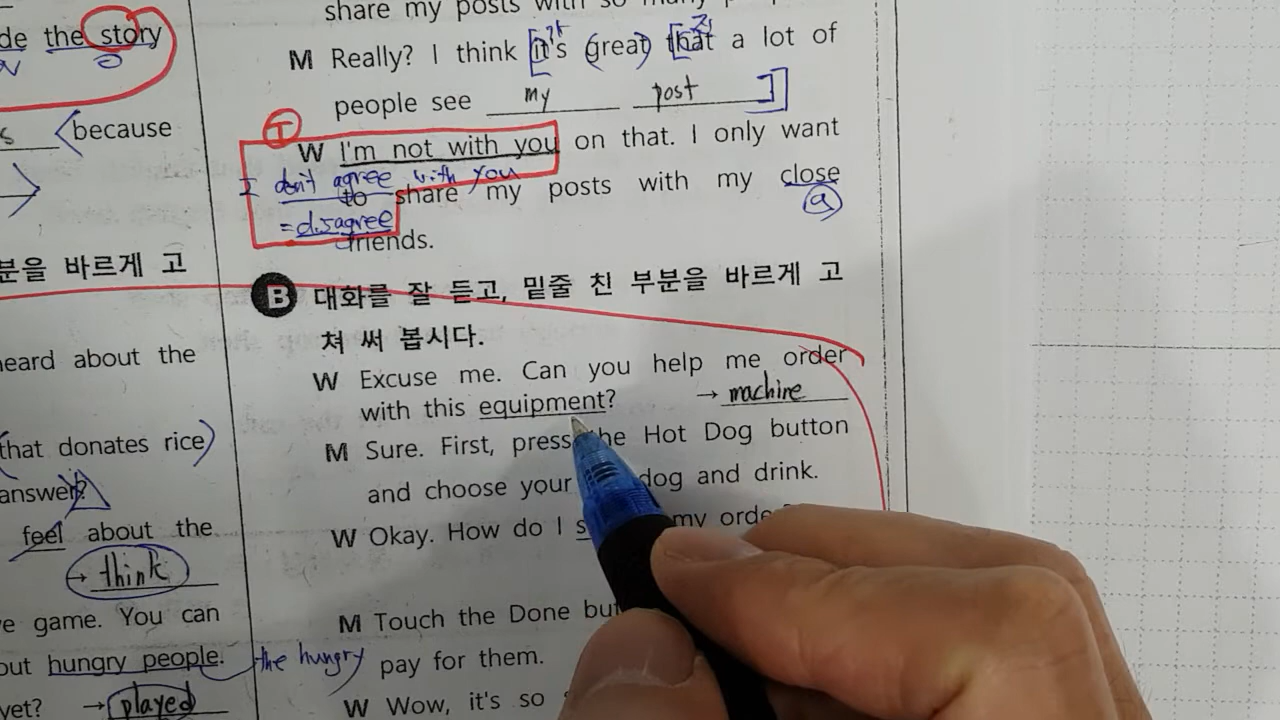 de the story
s because
분을 바르게 고
heard about the
that donates rice
answer?
feel about the
→ think
e game. You can
out hungry people. the hungry
yet? → played
share my posts with so many
M Really? I think it's great that a lot of
people see my post
W I'm not with you on that. I only want
I don't agree with you
to share my posts with my close
= disagree
friends.
B 대화를 잘 듣고, 밑줄 친 부분을 바르게 고
쳐 써 봅시다.
W Excuse me. Can you help me order
with this equipment? → machine
M Sure. First, press the Hot Dog button
and choose your dog and drink.
W Okay. How do I my
M Touch the Done
pay for them.
W Wow, it's so